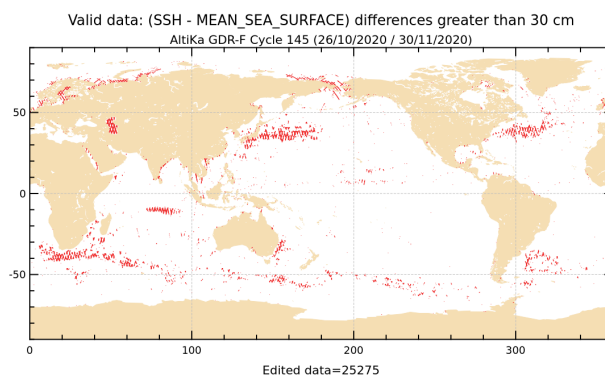 Valid data: (SSH - MEAN_SEA_SURFACE) differences greater than 30 cm
AltiKa GDR-F Cycle 145 (26/10/2020 / 30/11/2020)
50
0
-50
0
100
200
300
Edited data=25275